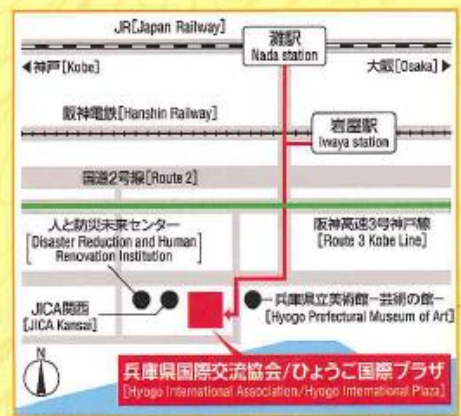 JR[Japan Railway]
灘駅
Nada station
◀神戸[Kobe]
大阪[Osaka]▶
阪神電鉄[Hanshin Railway]
岩屋駅
Iwaya station
国道2号線[Route 2]
人と防災未来センター
[Disaster Reduction and Human
Renovation Institution]
阪神高速3号神戸線
[Route 3 Kobe Line]
JICA関西
[JICA Kansai]
兵庫県立美術館−芸術の館−
[Hyogo Prefectural Museum of Art]
N
兵庫県国際交流協会/ひょうご国際プラザ
[Hyogo International Association/Hyogo International Plaza]